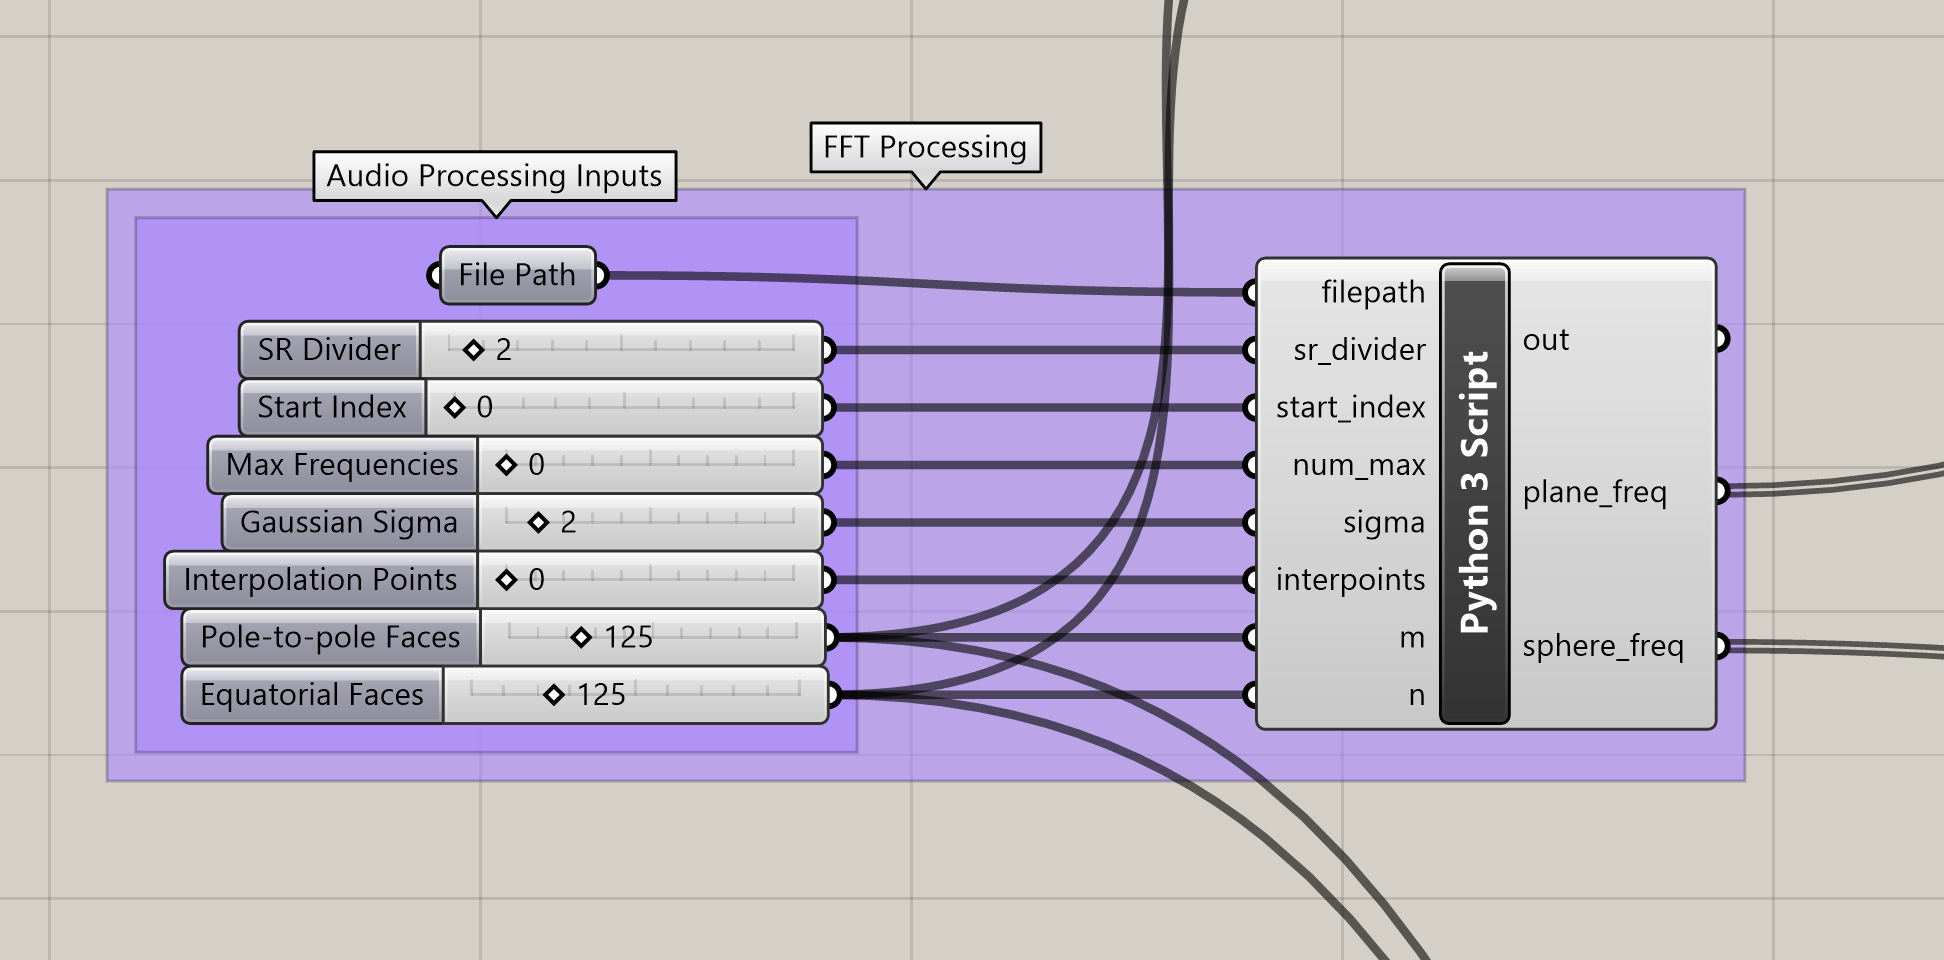 FFT Processing
Audio Processing Inputs
File Path
SR Divider 2
Start Index 0
Max Frequencies 0
Gaussian Sigma 2
Interpolation Points 0
Pole-to-pole Faces 125
Equatorial Faces 125
filepath
sr_divider
start_index
num_max
sigma
interpoints
m
n
Python 3 Script
out
plane_freq
sphere_freq